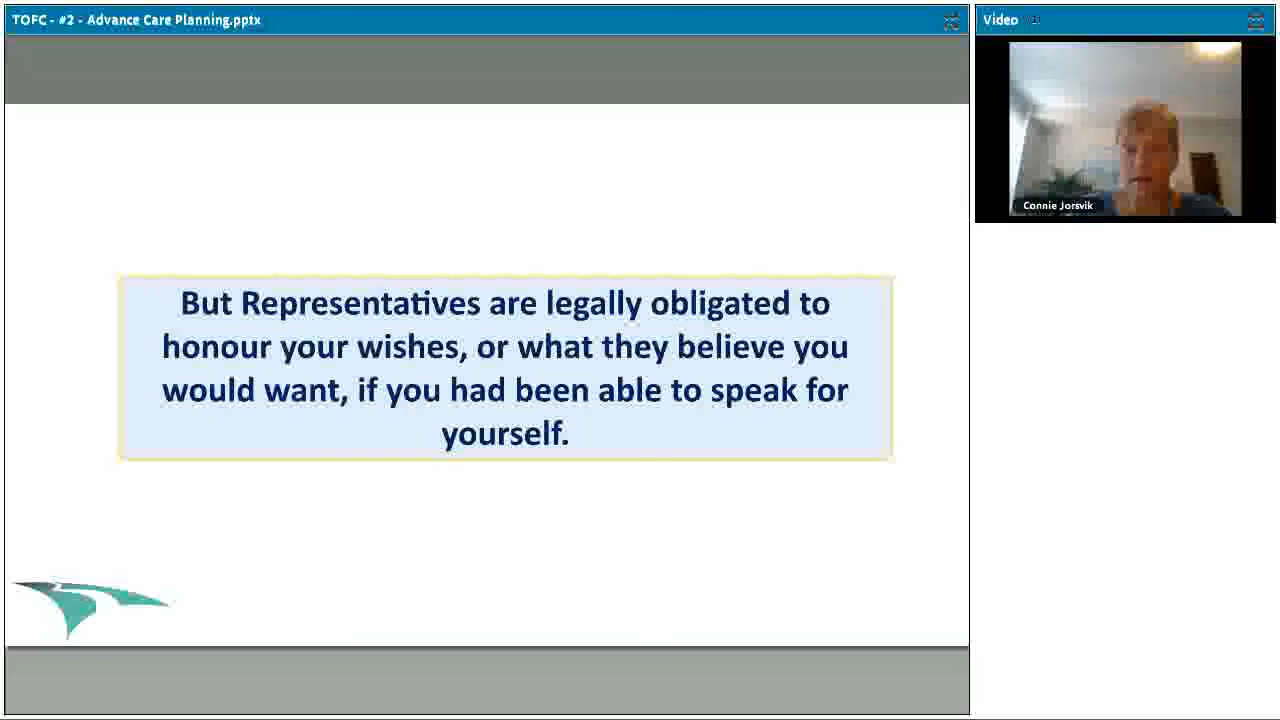 TOFC - #2 - Advance Care Planning.pptx
Video
But Representatives are legally obligated to
honour your wishes, or what they believe you
would want, if you had been able to speak for
yourself.
Connie Jorsvik